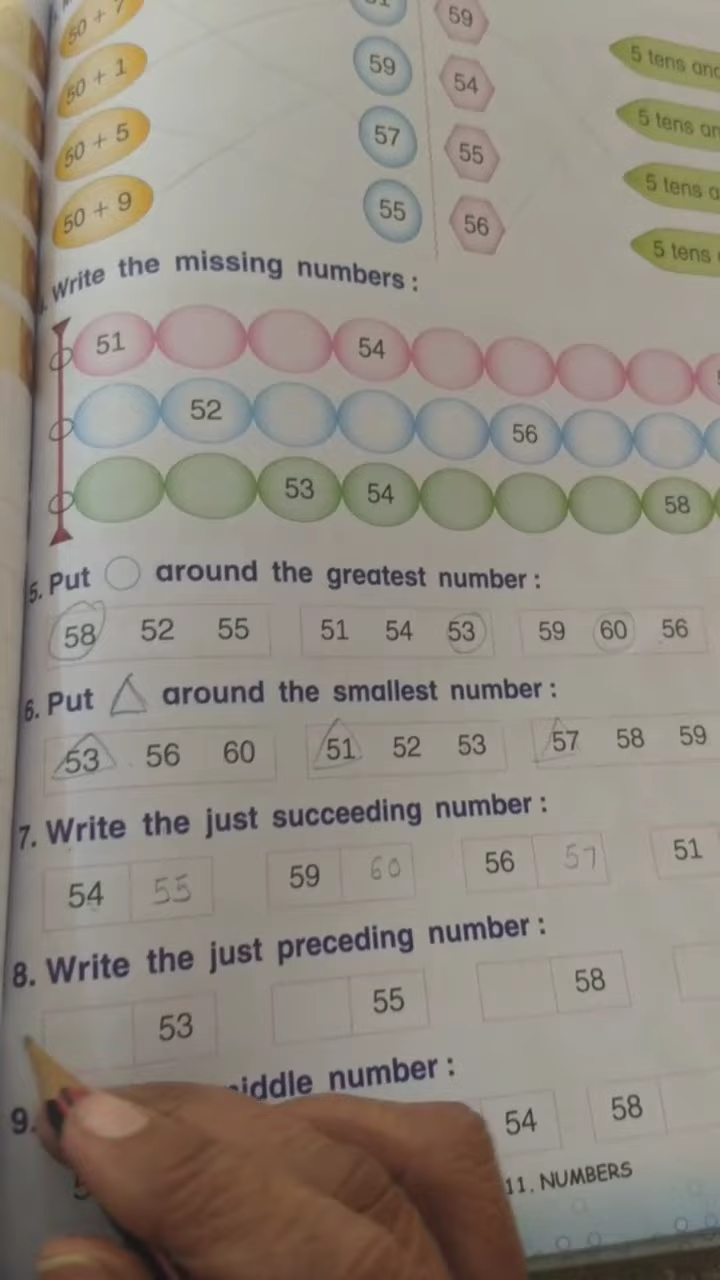 50 + 7
59
50 + 1 59 54 5 tens
50 + 5 57 55 5 tens
50 + 9 55 56 5 tens
5 tens
Write the missing numbers :
51 54
52 56
53 54 58
5. Put ○ around the greatest number :
58 52 55 51 54 53 59 60 56
6. Put △ around the smallest number :
53 56 60 51 52 53 57 58 59
7. Write the just succeeding number :
54 55 59 60 56 57 51
8. Write the just preceding number :
53 55 58
9. number :
54 58
11. NUMBERS